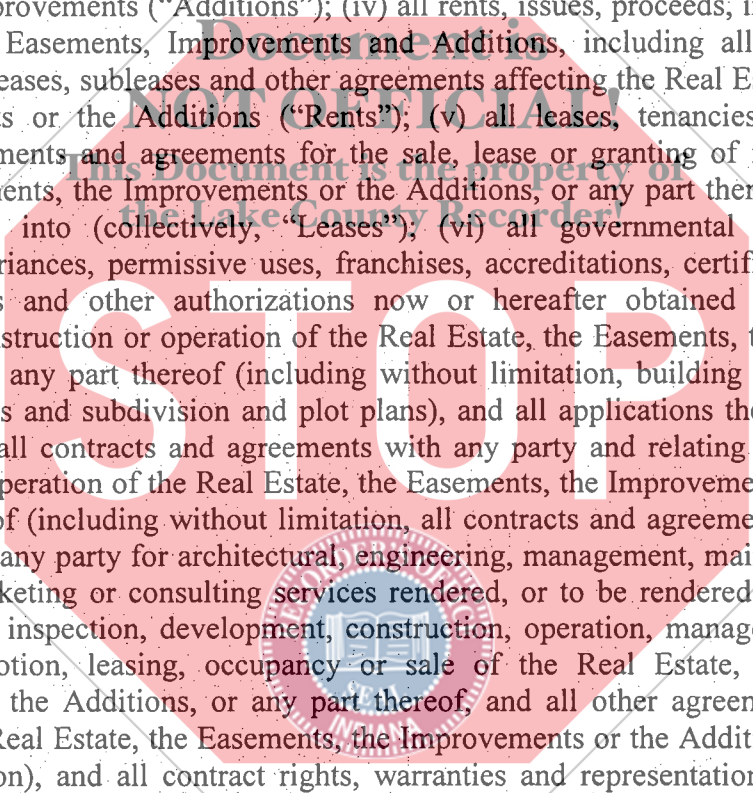 provements (“Additions”); (iv) all rents, issues, proceeds,
Document is
Easements, Improvements and Additions, including all
eases, subleases and other agreements affecting the Real E
NOT OFFICIAL!
ts or the Additions (“Rents”); (v) all leases, tenancies
ments and agreements for the sale, lease or granting of
This Document is the property of
ents, the Improvements or the Additions, or any part ther
the Lake County Recorder!
into (collectively, “Leases”); (vi) all governmental
riances, permissive uses, franchises, accreditations, certif
s and other authorizations now or hereafter obtained
STOP
struction or operation of the Real Estate, the Easements, t
any part thereof (including without limitation, building
s and subdivision and plot plans), and all applications the
all contracts and agreements with any party and relating
peration of the Real Estate, the Easements, the Improveme
of (including without limitation, all contracts and agreeme
any party for architectural, engineering, management, mai
RECORDER OF
keting or consulting services rendered, or to be rendered
inspection, development, construction, operation, manage
otion, leasing, occupancy or sale of the Real Estate,
SEAL
the Additions, or any part thereof, and all other agreen
INDIANA
Real Estate, the Easements, the Improvements or the Addit
on), and all contract rights, warranties and representation